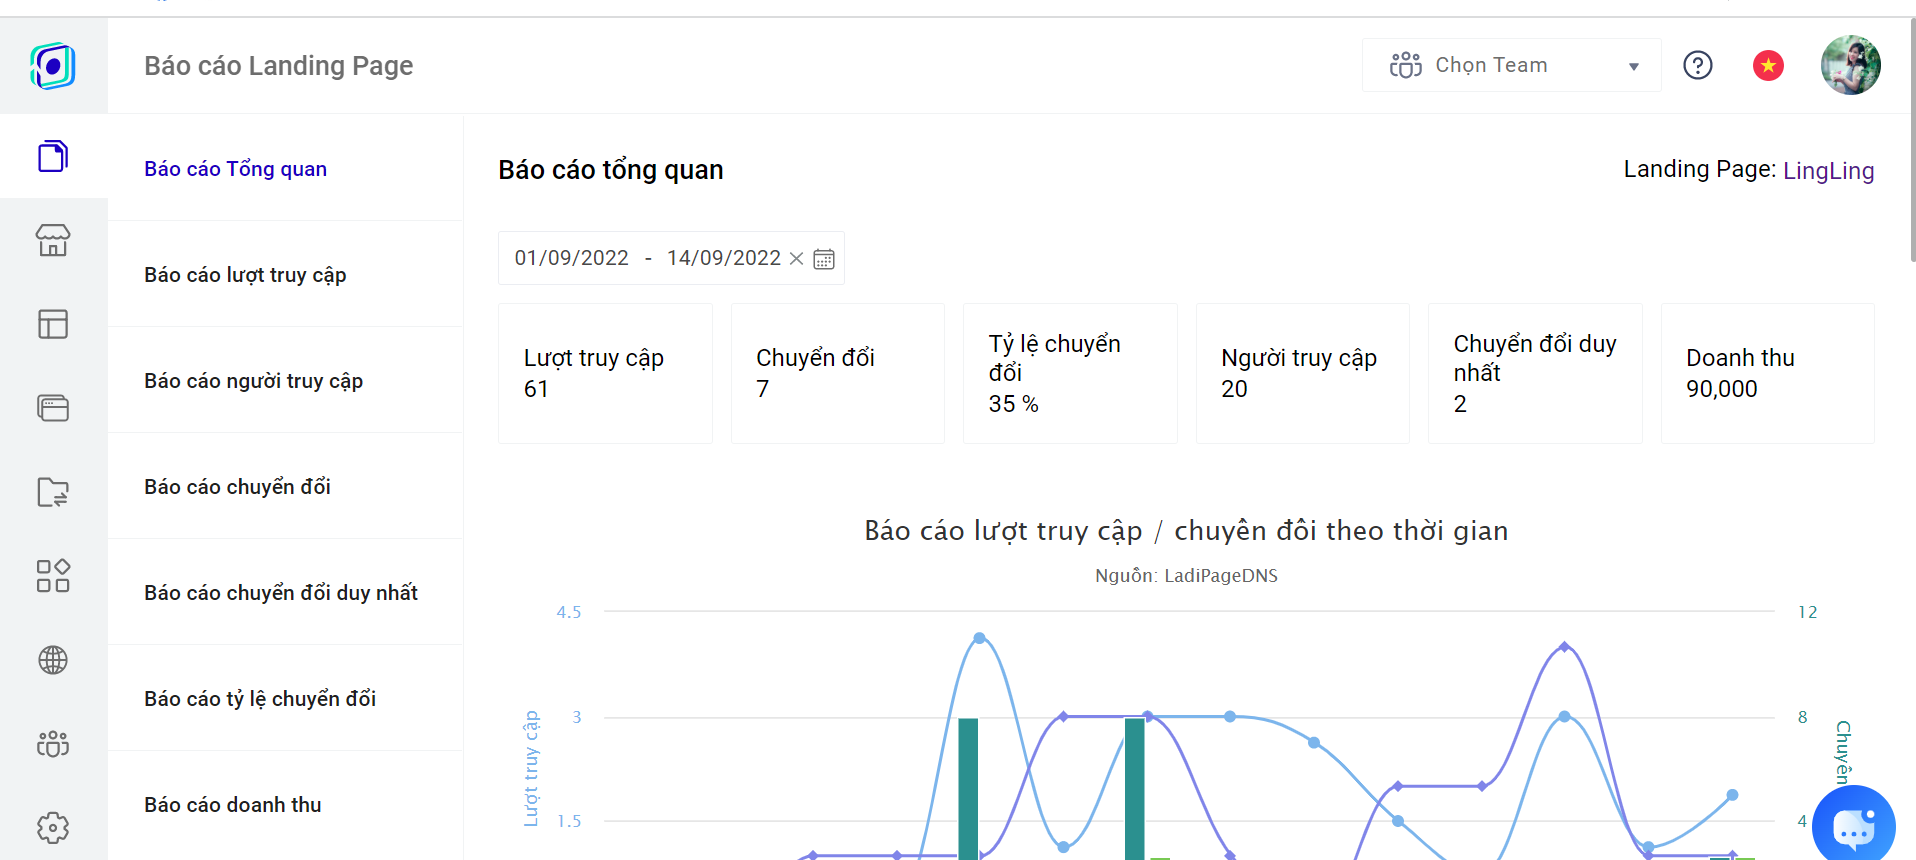 Báo cáo Landing Page
Chọn Team
Báo cáo Tổng quan
Báo cáo lượt truy cập
Báo cáo người truy cập
Báo cáo chuyển đổi
Báo cáo chuyển đổi duy nhất
Báo cáo tỷ lệ chuyển đổi
Báo cáo doanh thu
Báo cáo tổng quan
Landing Page: LingLing
01/09/2022 - 14/09/2022
Lượt truy cập
61
Chuyển đổi
7
Tỷ lệ chuyển
đổi
35 %
Người truy cập
20
Chuyển đổi duy
nhất
2
Doanh thu
90,000
Báo cáo lượt truy cập / chuyển đổi theo thời gian
Nguồn: LadiPageDNS
4.5
3
1.5
Lượt truy cập
12
8
4
Chuyển